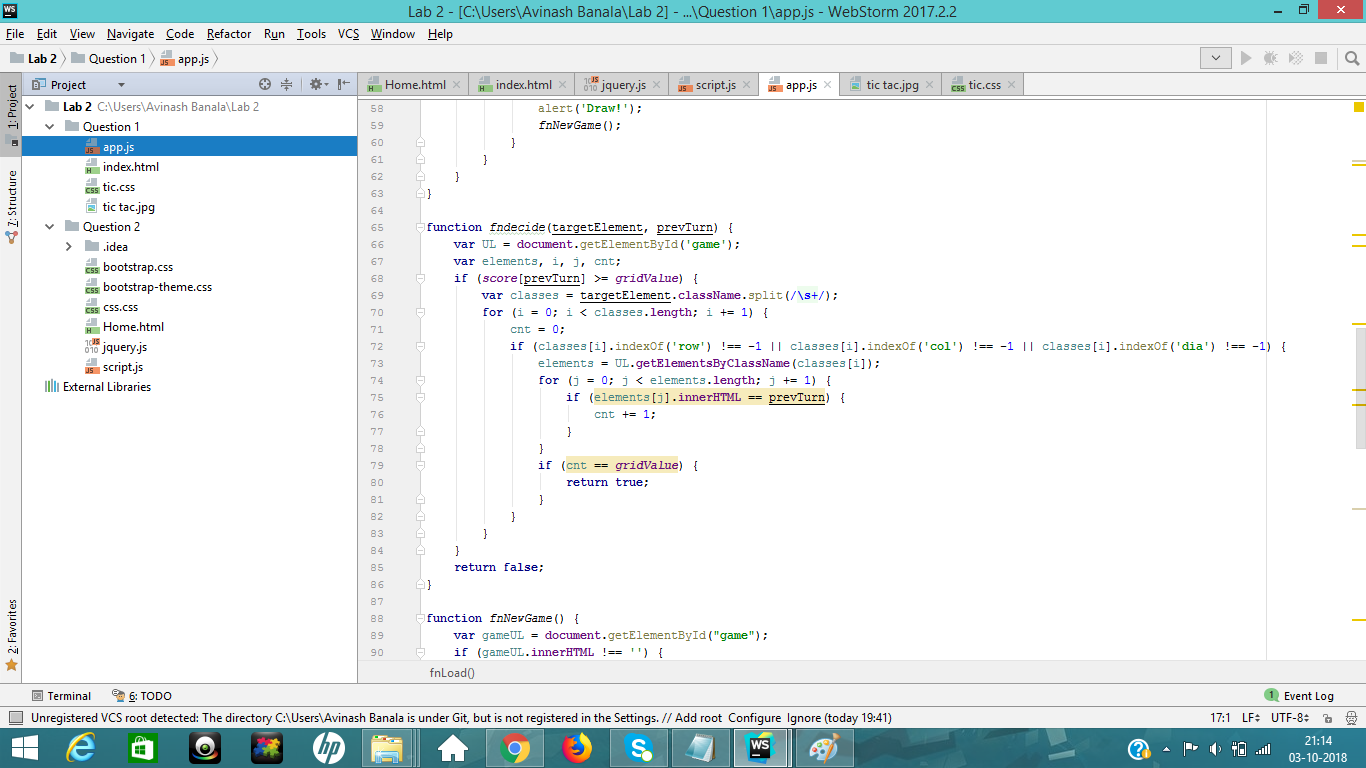 Lab 2 - [C:\Users\Avinash Banala\Lab 2] - ...\Question 1\app.js - WebStorm 2017.2.2
File Edit View Navigate Code Refactor Run Tools VCS Window Help
Lab 2 Question 1 app.js
Project
Home.html index.html jquery.js script.js app.js tic tac.jpg tic.css
1: Project
7: Structure
2: Favorites
Lab 2 C:\Users\Avinash Banala\Lab 2
Question 1
app.js
index.html
tic.css
tic tac.jpg
Question 2
.idea
bootstrap.css
bootstrap-theme.css
css.css
Home.html
jquery.js
script.js
External Libraries
58 alert('Draw!');
59 fnNewGame();
60 }
61 }
62 }
63 }
64
65 function fndecide(targetElement, prevTurn) {
66 var UL = document.getElementById('game');
67 var elements, i, j, cnt;
68 if (score[prevTurn] >= gridValue) {
69 var classes = targetElement.className.split(/\s+/);
70 for (i = 0; i < classes.length; i += 1) {
71 cnt = 0;
72 if (classes[i].indexOf('row') !== -1 || classes[i].indexOf('col') !== -1 || classes[i].indexOf('dia') !== -1) {
73 elements = UL.getElementsByClassName(classes[i]);
74 for (j = 0; j < elements.length; j += 1) {
75 if (elements[j].innerHTML == prevTurn) {
76 cnt += 1;
77 }
78 }
79 if (cnt == gridValue) {
80 return true;
81 }
82 }
83 }
84 }
85 return false;
86 }
87
88 function fnNewGame() {
89 var gameUL = document.getElementById("game");
90 if (gameUL.innerHTML !== '') {
fnLoad()
Terminal 6: TODO 1 Event Log
Unregistered VCS root detected: The directory C:\Users\Avinash Banala is under Git, but is not registered in the Settings. // Add root Configure Ignore (today 19:41) 17:1 LF UTF-8
21:14
03-10-2018